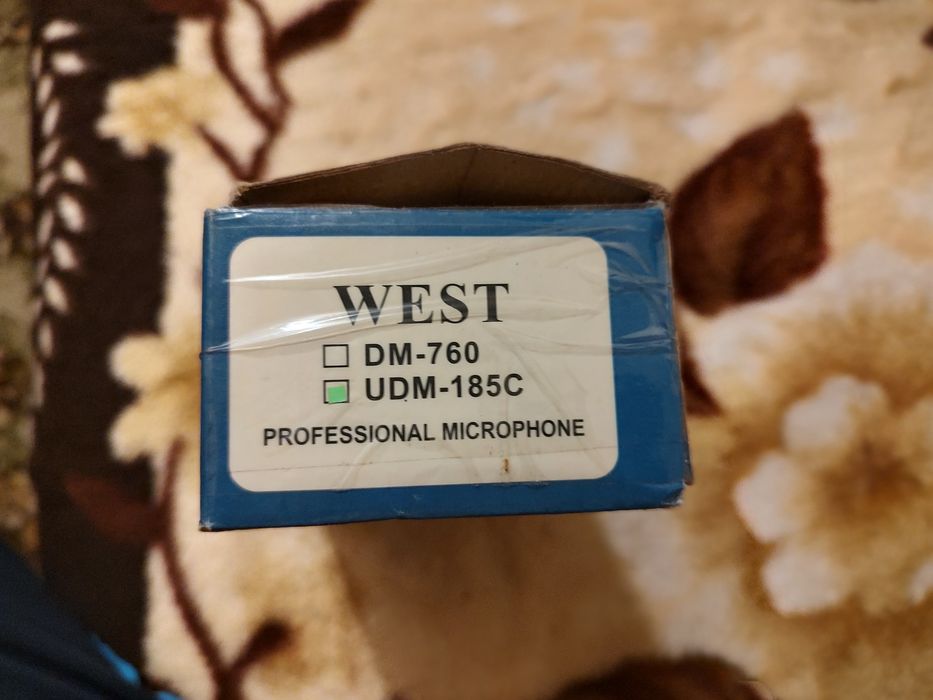 WEST
DM-760
UDM-185C
PROFESSIONAL MICROPHONE